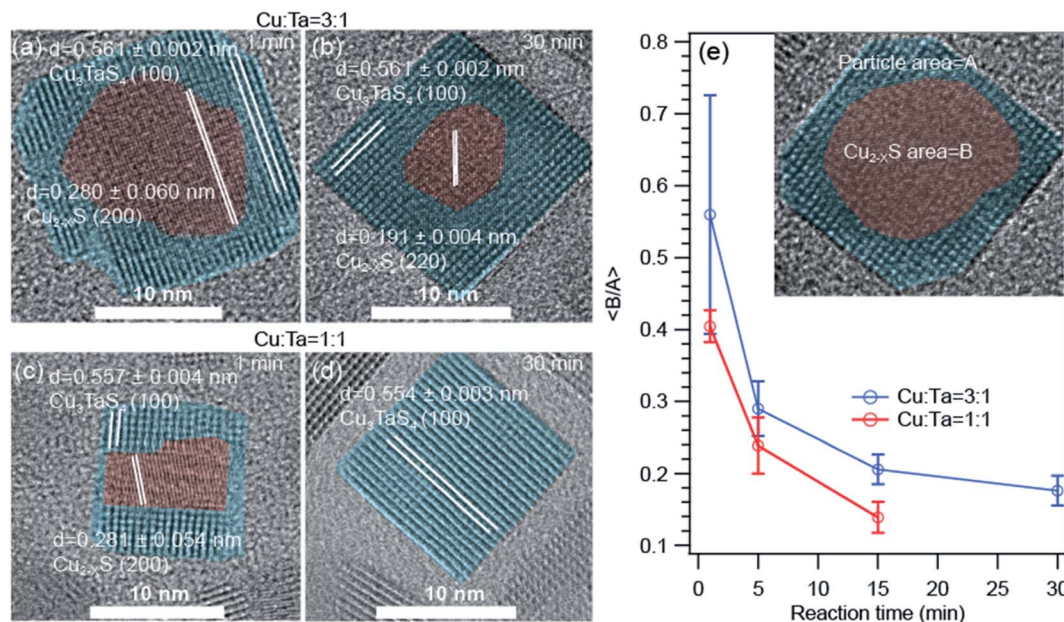 Cu:Ta=3:1
(a) d=0.561 ± 0.002 nm 1 min
Cu₃TaS₄ (100)
d=0.280 ± 0.060 nm
Cu₂₋ₓS (200)
10 nm
(b) 30 min
d=0.561 ± 0.002 nm
Cu₃TaS₄ (100)
d=0.191 ± 0.004 nm
Cu₂₋ₓS (220)
10 nm
Cu:Ta=1:1
(c) 1 min
d=0.557 ± 0.004 nm
Cu₃TaS₄ (100)
d=0.281 ± 0.054 nm
Cu₂₋ₓS (200)
10 nm
(d) 30 min
d=0.554 ± 0.003 nm
Cu₃TaS₄ (100)
10 nm
(e)
Particle area=A
Cu₂₋ₓS area=B
Cu:Ta=3:1
Cu:Ta=1:1
<B/A>
0.8
0.7
0.6
0.5
0.4
0.3
0.2
0.1
0 5 10 15 20 25 30
Reaction time (min)